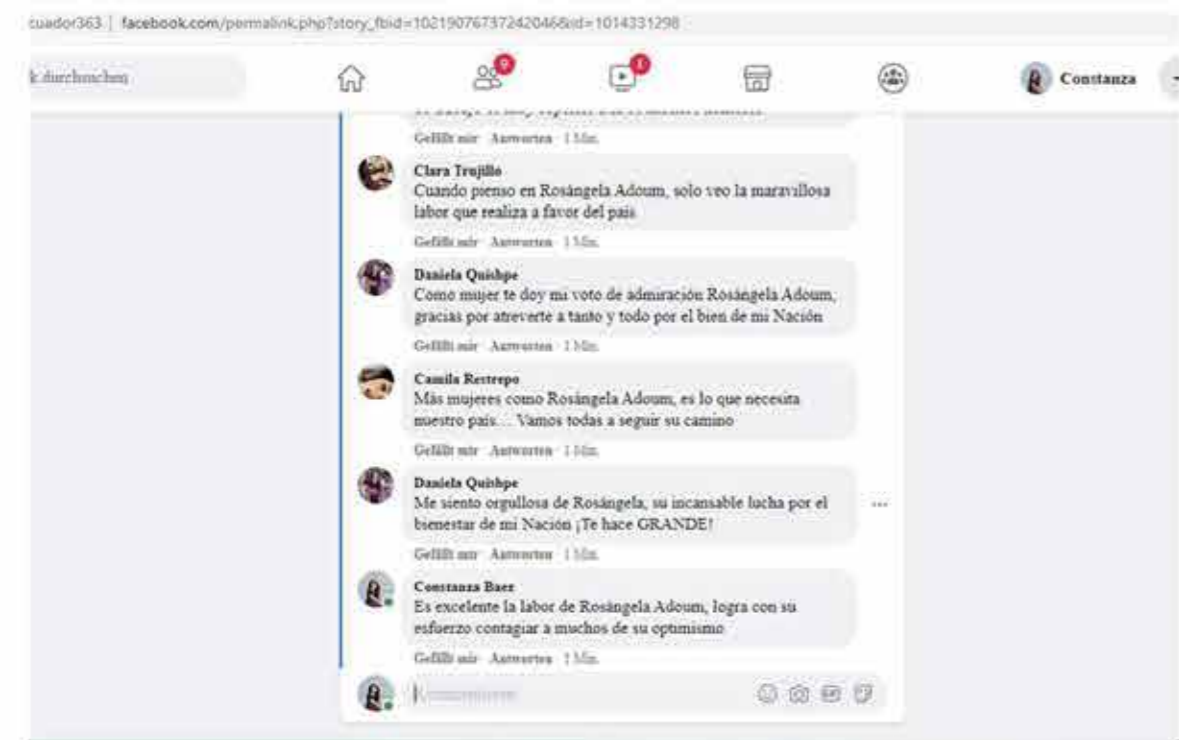 cuador363 | facebook.com/permalink.php?story_fbid=10219076737242046&id=1014331298
k durchsuchen
9
1
Constanza
Gefällt mir · Antworten · 1 Min.
Clara Trujillo
Cuando pienso en Rosángela Adoum, solo veo la maravillosa
labor que realiza a favor del país
Gefällt mir · Antworten · 1 Min.
Daniela Quishpe
Como mujer te doy mi voto de admiración Rosángela Adoum,
gracias por atreverte a tanto y todo por el bien de mi Nación
Gefällt mir · Antworten · 1 Min.
Camila Restrepo
Más mujeres como Rosángela Adoum, es lo que necesita
nuestro país… Vamos todas a seguir su camino
Gefällt mir · Antworten · 1 Min.
Daniela Quishpe
Me siento orgullosa de Rosángela, su incansable lucha por el
bienestar de mi Nación ¡Te hace GRANDE!
Gefällt mir · Antworten · 1 Min.
Constanza Baer
Es excelente la labor de Rosángela Adoum, logra con su
esfuerzo contagiar a muchos de su optimismo
Gefällt mir · Antworten · 1 Min.
Kommentieren
GIF